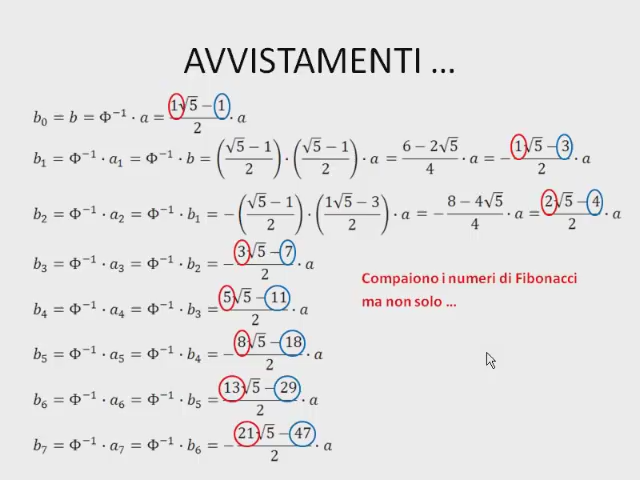 AVVISTAMENTI ...
b₀ = b = Φ⁻¹ · a = (1√5 − 1)/2 · a
b₁ = Φ⁻¹ · a₁ = Φ⁻¹ · b = ((√5 − 1)/2) · ((√5 − 1)/2) · a = (6 − 2√5)/4 · a = −(1√5 − 3)/2 · a
b₂ = Φ⁻¹ · a₂ = Φ⁻¹ · b₁ = −((√5 − 1)/2) · ((1√5 − 3)/2) · a = −(8 − 4√5)/4 · a = (2√5 − 4)/2 · a
b₃ = Φ⁻¹ · a₃ = Φ⁻¹ · b₂ = −(3√5 − 7)/2 · a
Compaiono i numeri di Fibonacci
ma non solo ...
b₄ = Φ⁻¹ · a₄ = Φ⁻¹ · b₃ = (5√5 − 11)/2 · a
b₅ = Φ⁻¹ · a₅ = Φ⁻¹ · b₄ = −(8√5 − 18)/2 · a
b₆ = Φ⁻¹ · a₆ = Φ⁻¹ · b₅ = (13√5 − 29)/2 · a
b₇ = Φ⁻¹ · a₇ = Φ⁻¹ · b₆ = −(21√5 − 47)/2 · a